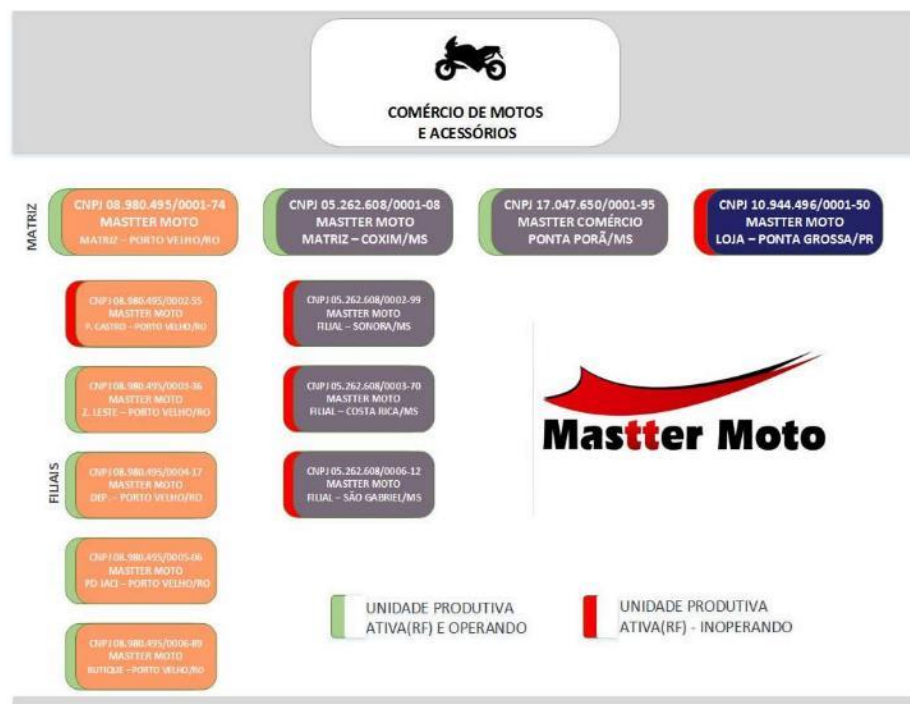 COMÉRCIO DE MOTOS
E ACESSÓRIOS
MATRIZ
CNPJ 08.980.495/0001-74
MASTTER MOTO
MATRIZ – PORTO VELHO/RO
CNPJ 05.262.608/0001-08
MASTTER MOTO
MATRIZ – COXIM/MS
CNPJ 17.047.650/0001-95
MASTTER COMÉRCIO
PONTA PORÃ/MS
CNPJ 10.944.496/0001-50
MASTTER MOTO
LOJA – PONTA GROSSA/PR
FILIAIS
CNPJ 08.980.495/0002-55
MASTTER MOTO
P. CASTRO – PORTO VELHO/RO
CNPJ 08.980.495/0003-36
MASTTER MOTO
Z. LESTE – PORTO VELHO/RO
CNPJ 08.980.495/0004-17
MASTTER MOTO
DEP. – PORTO VELHO/RO
CNPJ 08.980.495/0005-06
MASTTER MOTO
PD JACI – PORTO VELHO/RO
CNPJ 08.980.495/0006-89
MASTTER MOTO
BUTIQUE – PORTO VELHO/RO
CNPJ 05.262.608/0002-99
MASTTER MOTO
FILIAL – SONORA/MS
CNPJ 05.262.608/0003-70
MASTTER MOTO
FILIAL – COSTA RICA/MS
CNPJ 05.262.608/0006-12
MASTTER MOTO
FILIAL – SÃO GABRIEL/MS
Mastter Moto
UNIDADE PRODUTIVA
ATIVA(RF) E OPERANDO
UNIDADE PRODUTIVA
ATIVA(RF) - INOPERANDO